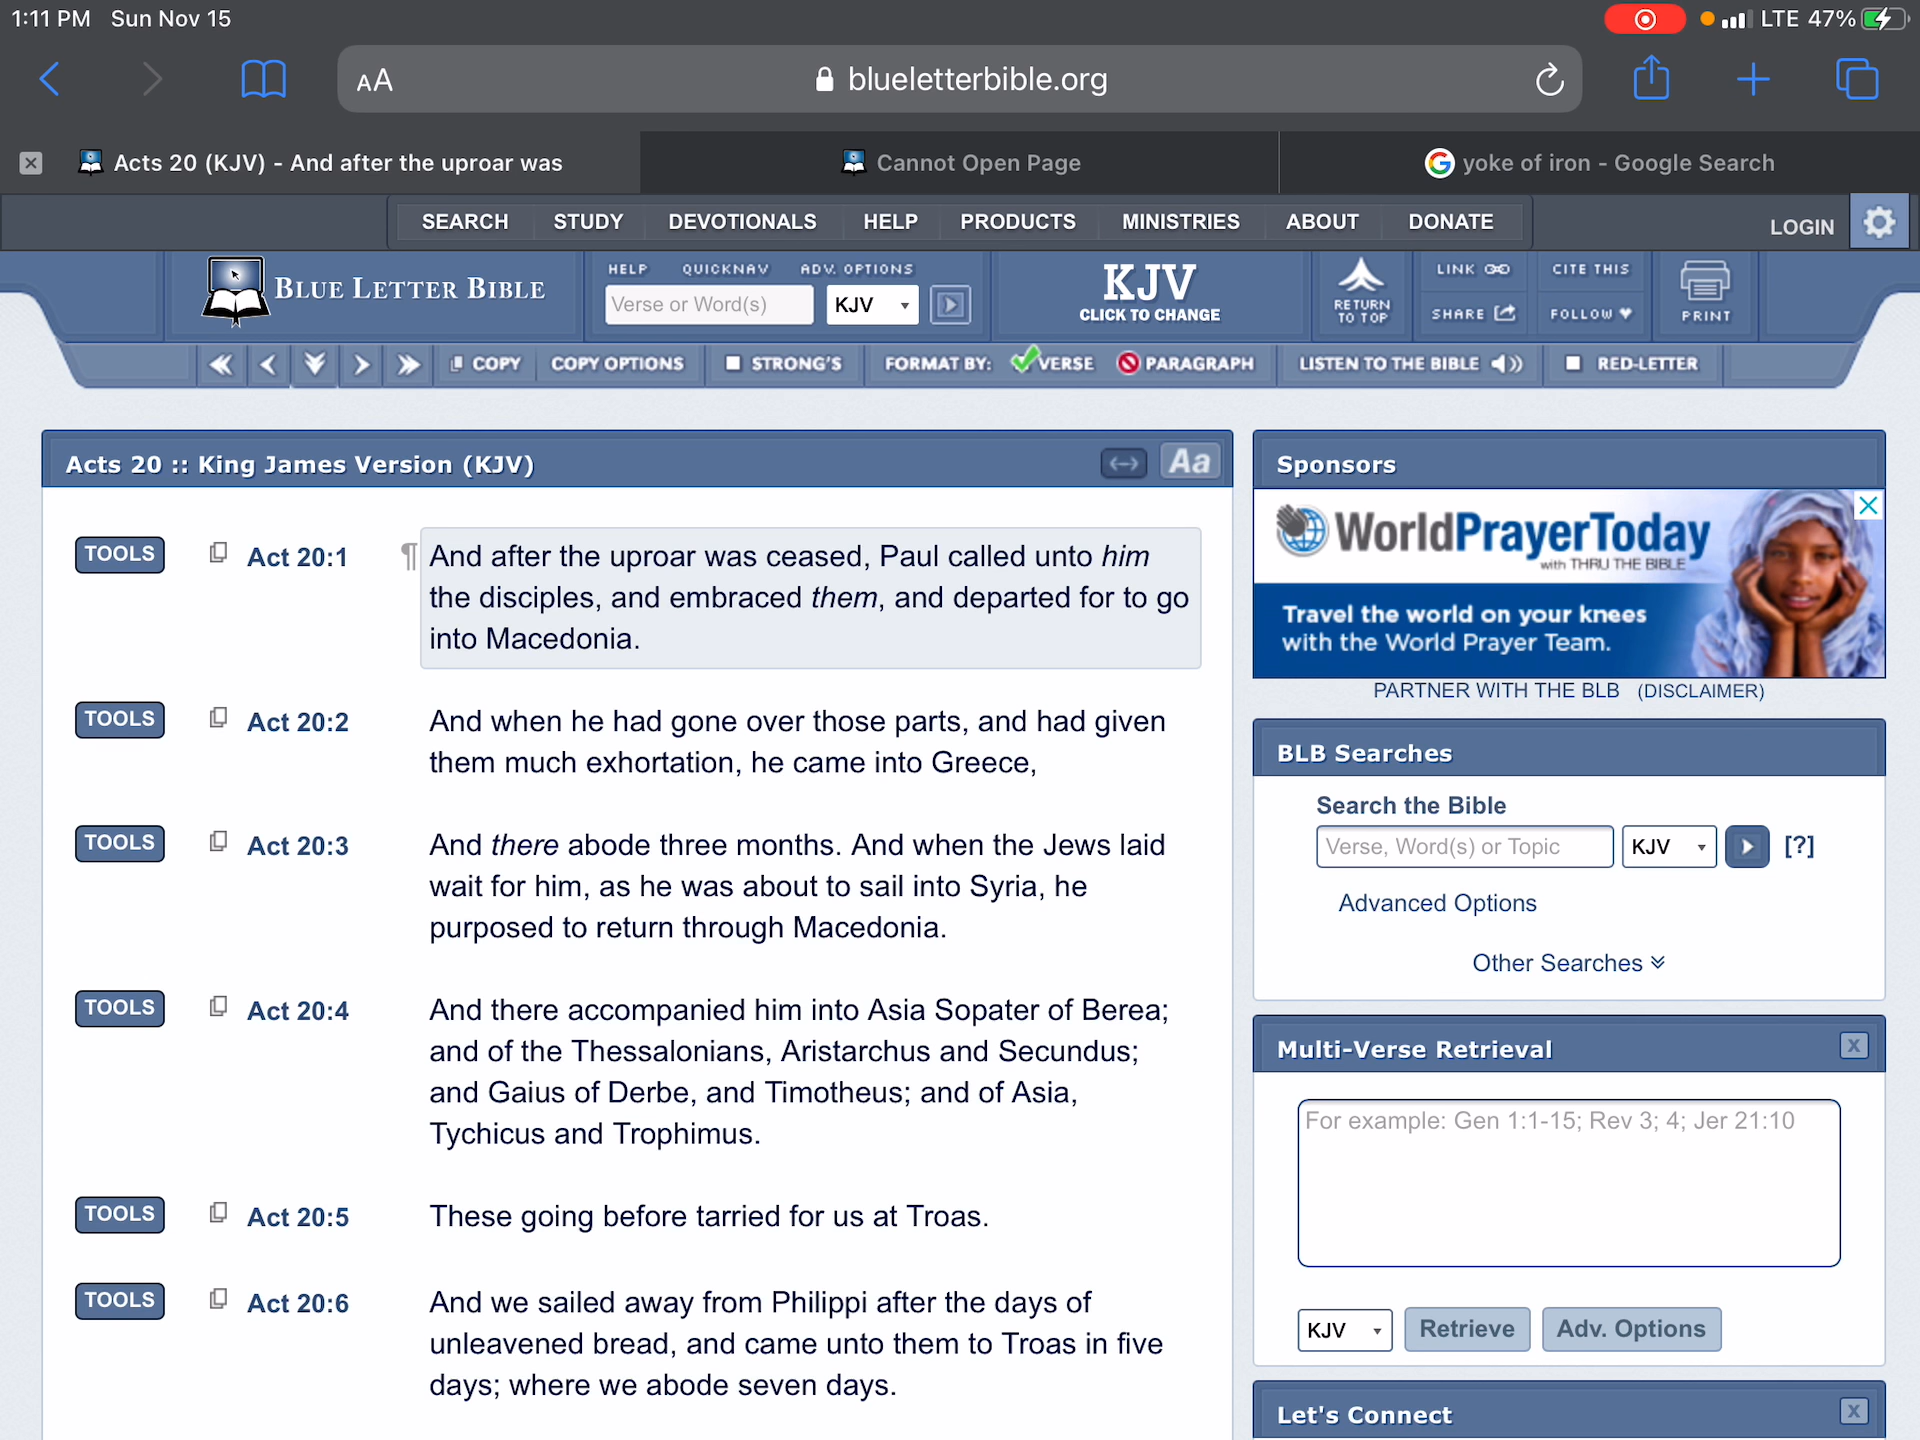 1:11 PM Sun Nov 15
LTE 47%
AA blueletterbible.org
Acts 20 (KJV) - And after the uproar was
Cannot Open Page
yoke of iron - Google Search
SEARCH STUDY DEVOTIONALS HELP PRODUCTS MINISTRIES ABOUT DONATE
LOGIN
BLUE LETTER BIBLE
HELP QUICKNAV ADV. OPTIONS
Verse or Word(s) KJV
KJV
CLICK TO CHANGE
RETURN
TO TOP
LINK CITE THIS
SHARE FOLLOW
PRINT
COPY COPY OPTIONS STRONG'S FORMAT BY: VERSE PARAGRAPH LISTEN TO THE BIBLE RED-LETTER
Acts 20 :: King James Version (KJV)
Aa
TOOLS Act 20:1 ¶ And after the uproar was ceased, Paul called unto him
the disciples, and embraced them, and departed for to go
into Macedonia.
TOOLS Act 20:2 And when he had gone over those parts, and had given
them much exhortation, he came into Greece,
TOOLS Act 20:3 And there abode three months. And when the Jews laid
wait for him, as he was about to sail into Syria, he
purposed to return through Macedonia.
TOOLS Act 20:4 And there accompanied him into Asia Sopater of Berea;
and of the Thessalonians, Aristarchus and Secundus;
and Gaius of Derbe, and Timotheus; and of Asia,
Tychicus and Trophimus.
TOOLS Act 20:5 These going before tarried for us at Troas.
TOOLS Act 20:6 And we sailed away from Philippi after the days of
unleavened bread, and came unto them to Troas in five
days; where we abode seven days.
Sponsors
WorldPrayerToday
with THRU THE BIBLE
Travel the world on your knees
with the World Prayer Team.
PARTNER WITH THE BLB (DISCLAIMER)
BLB Searches
Search the Bible
Verse, Word(s) or Topic KJV [?]
Advanced Options
Other Searches
Multi-Verse Retrieval X
For example: Gen 1:1-15; Rev 3; 4; Jer 21:10
KJV Retrieve Adv. Options
Let's Connect X